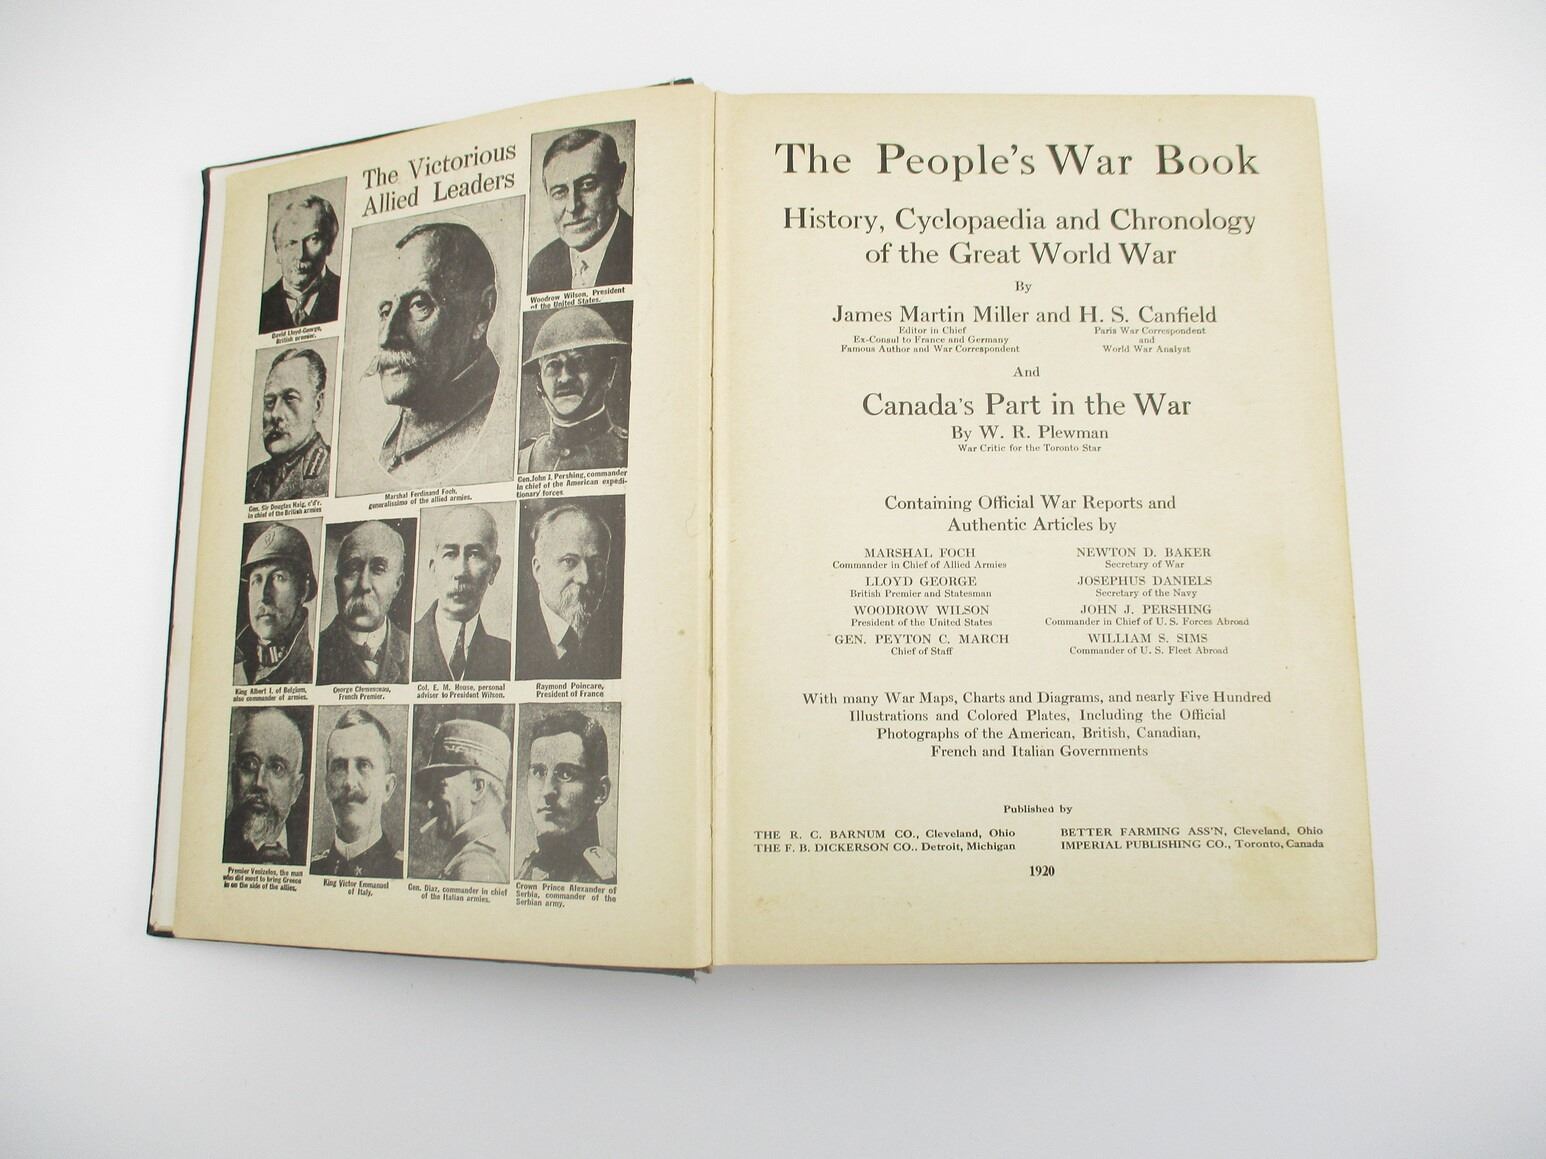 The Victorious
Allied Leaders
David Lloyd-George,
British premier.
Woodrow Wilson, President
of the United States.
Gen. Sir Douglas Haig, c'd'r.
in chief of the British armies
Marshal Ferdinand Foch,
generalissimo of the allied armies.
Gen. John J. Pershing, commander
in chief of the American expedi-
tionary forces.
King Albert I. of Belgium,
also commander of armies.
George Clemenceau,
French Premier.
Col. E. M. House, personal
adviser to President Wilson.
Raymond Poincare,
President of France
Premier Venizelos, the man
who did most to bring Greece
in on the side of the allies.
King Victor Emmanuel
of Italy.
Gen. Diaz, commander in chief
of the Italian armies.
Crown Prince Alexander of
Serbia, commander of the
Serbian army.
The People's War Book
History, Cyclopaedia and Chronology
of the Great World War
By
James Martin Miller and H. S. Canfield
Editor in Chief
Ex-Consul to France and Germany
Famous Author and War Correspondent
Paris War Correspondent
and
World War Analyst
And
Canada's Part in the War
By W. R. Plewman
War Critic for the Toronto Star
Containing Official War Reports and
Authentic Articles by
MARSHAL FOCH
Commander in Chief of Allied Armies
LLOYD GEORGE
British Premier and Statesman
WOODROW WILSON
President of the United States
GEN. PEYTON C. MARCH
Chief of Staff
NEWTON D. BAKER
Secretary of War
JOSEPHUS DANIELS
Secretary of the Navy
JOHN J. PERSHING
Commander in Chief of U. S. Forces Abroad
WILLIAM S. SIMS
Commander of U. S. Fleet Abroad
With many War Maps, Charts and Diagrams, and nearly Five Hundred
Illustrations and Colored Plates, Including the Official
Photographs of the American, British, Canadian,
French and Italian Governments
Published by
THE R. C. BARNUM CO., Cleveland, Ohio
THE F. B. DICKERSON CO., Detroit, Michigan
BETTER FARMING ASS'N, Cleveland, Ohio
IMPERIAL PUBLISHING CO., Toronto, Canada
1920